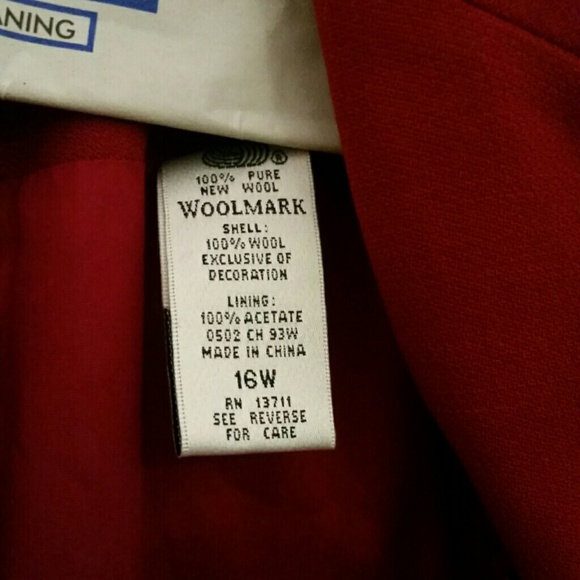 ANING
®
100% PURE
NEW WOOL
WOOLMARK
SHELL:
100% WOOL
EXCLUSIVE OF
DECORATION
LINING:
100% ACETATE
0502 CH 93W
MADE IN CHINA
16W
RN 13711
SEE REVERSE
FOR CARE